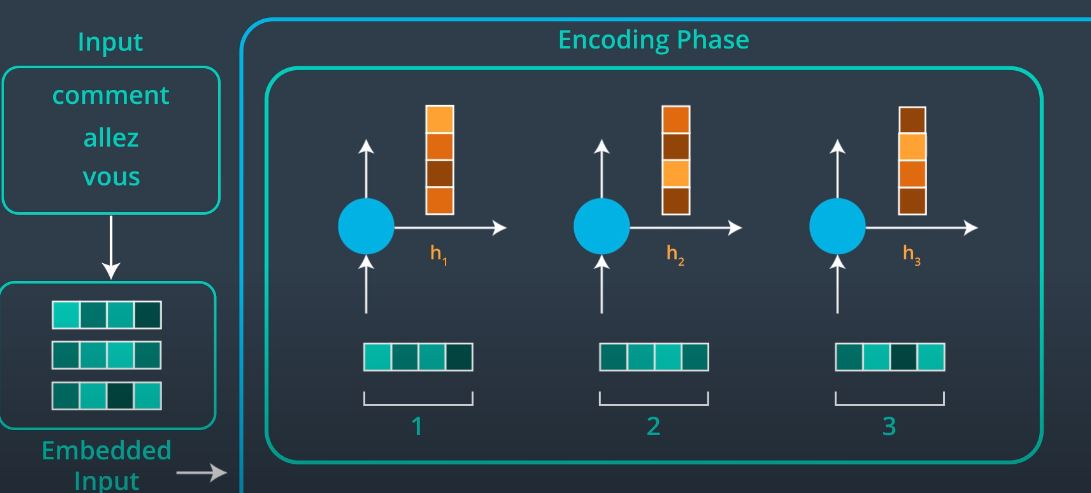 Input
comment
allez
vous
Embedded
Input
Encoding Phase
h₁
h₂
h₃
1
2
3